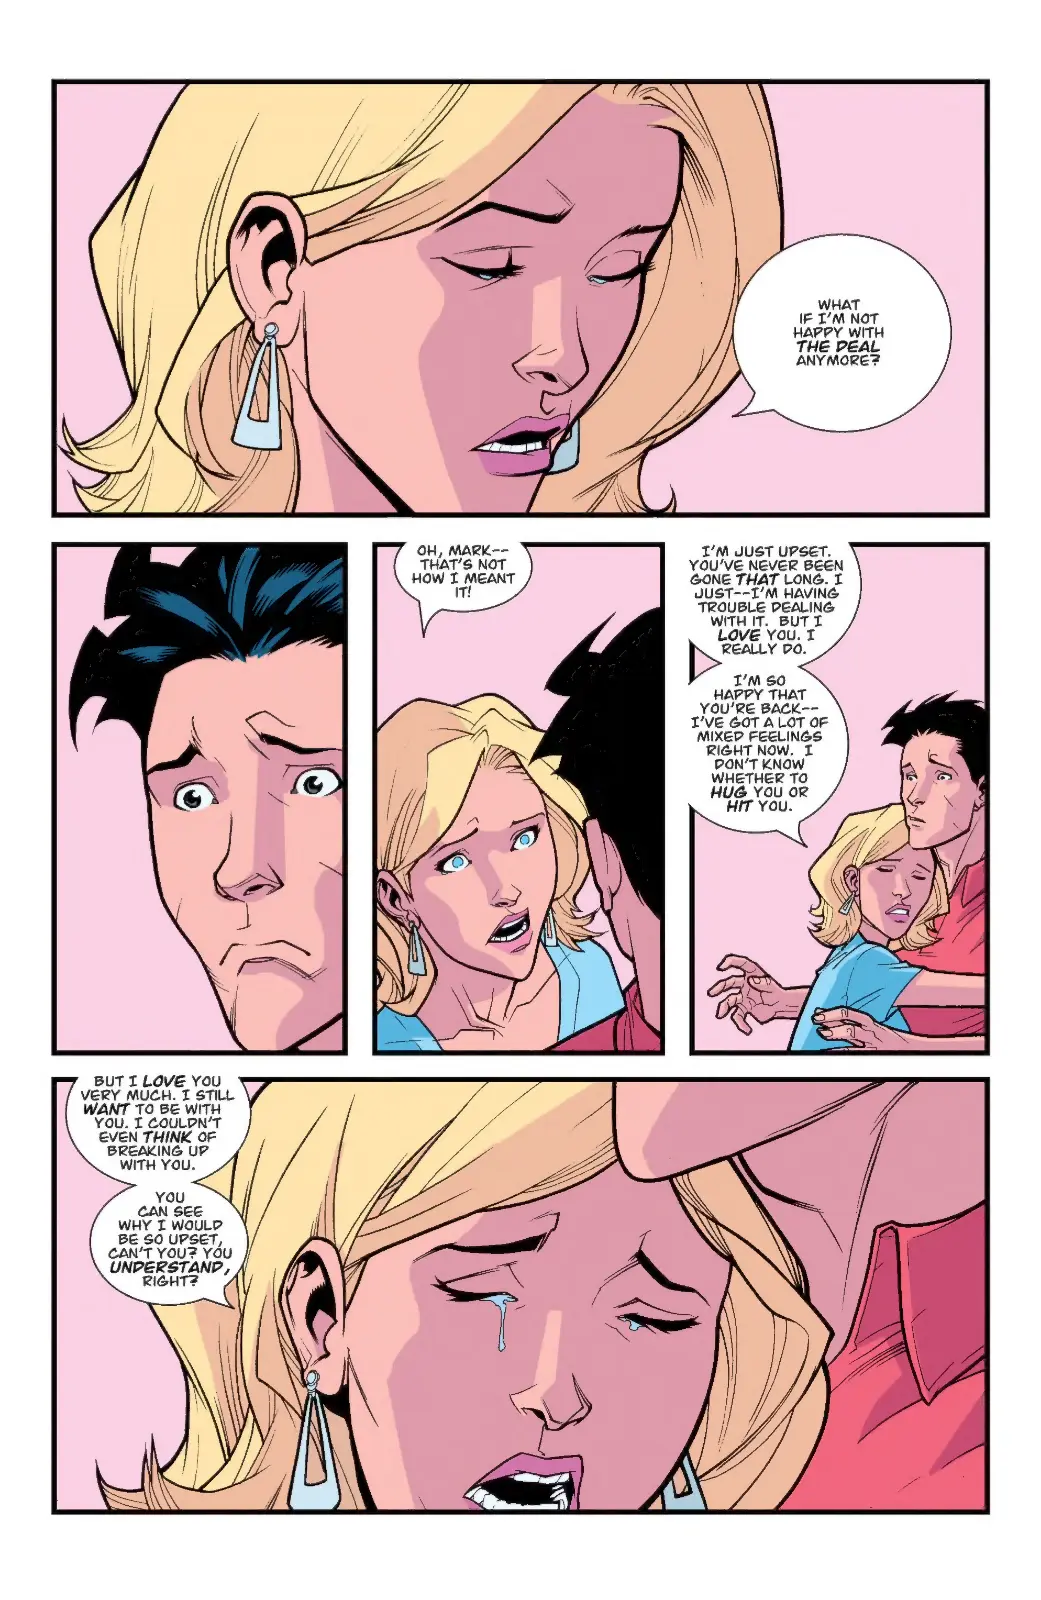 WHAT
IF I'M NOT
HAPPY WITH
THE DEAL
ANYMORE?
OH, MARK--
THAT'S NOT
HOW I MEANT
IT!
I'M JUST UPSET.
YOU'VE NEVER BEEN
GONE THAT LONG. I
JUST--I'M HAVING
TROUBLE DEALING
WITH IT. BUT I
LOVE YOU. I
REALLY DO.
I'M SO
HAPPY THAT
YOU'RE BACK--
I'VE GOT A LOT OF
MIXED FEELINGS
RIGHT NOW. I
DON'T KNOW
WHETHER TO
HUG YOU OR
HIT YOU.
BUT I LOVE YOU
VERY MUCH. I STILL
WANT TO BE WITH
YOU. I COULDN'T
EVEN THINK OF
BREAKING UP
WITH YOU.
YOU
CAN SEE
WHY I WOULD
BE SO UPSET,
CAN'T YOU? YOU
UNDERSTAND,
RIGHT?